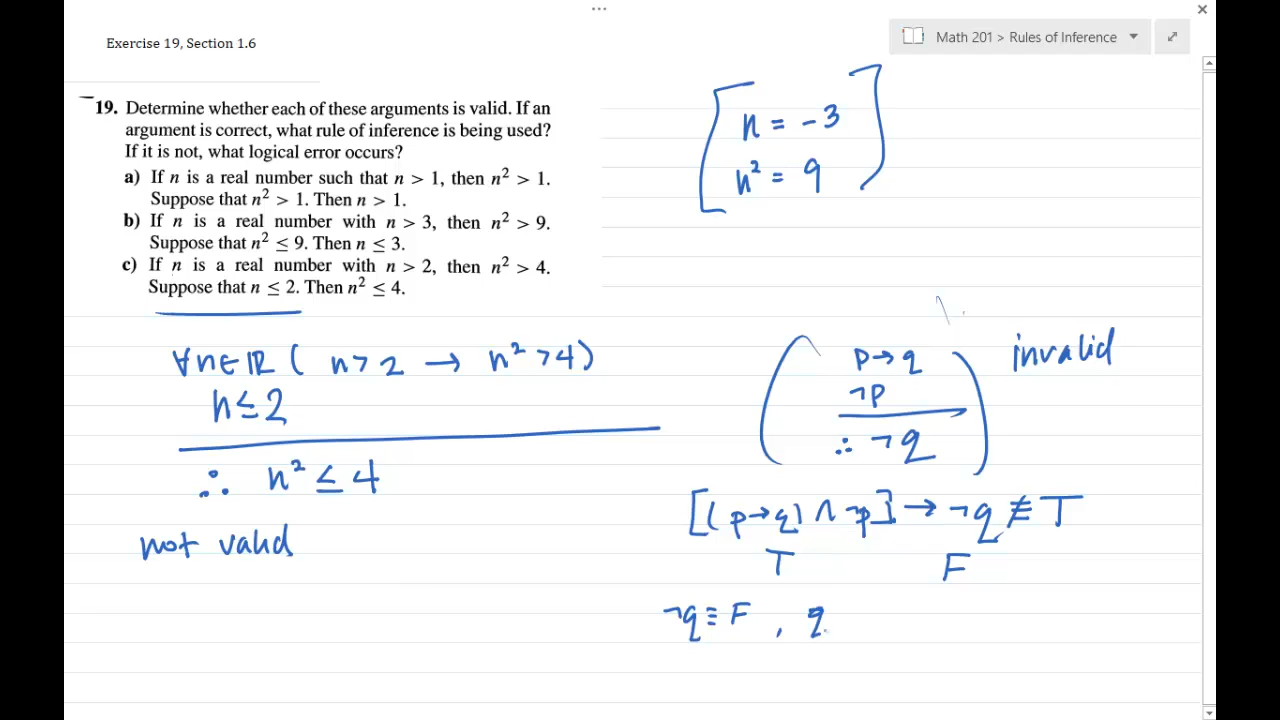 Exercise 19, Section 1.6
Math 201 > Rules of Inference
19. Determine whether each of these arguments is valid. If an
argument is correct, what rule of inference is being used?
If it is not, what logical error occurs?
a) If n is a real number such that n > 1, then n² > 1.
Suppose that n² > 1. Then n > 1.
b) If n is a real number with n > 3, then n² > 9.
Suppose that n² ≤ 9. Then n ≤ 3.
c) If n is a real number with n > 2, then n² > 4.
Suppose that n ≤ 2. Then n² ≤ 4.
n = -3
n² = 9
∀n∈ℝ ( n>2 → n²>4)
n≤2
∴ n² ≤ 4
not valid
p→q
¬p
∴ ¬q
invalid
[(p→q) ∧ ¬p] → ¬q ≢ T
T F
¬q ≡ F , q